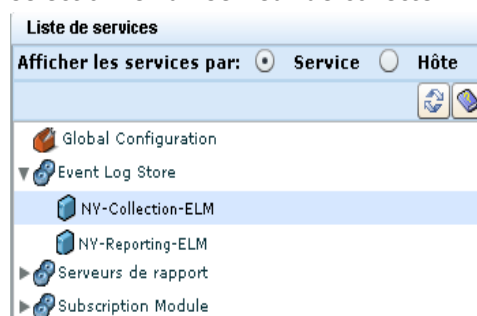 Liste de services
Afficher les services par: Service Hôte
Global Configuration
Event Log Store
NY-Collection-ELM
NY-Reporting-ELM
Serveurs de rapport
Subscription Module